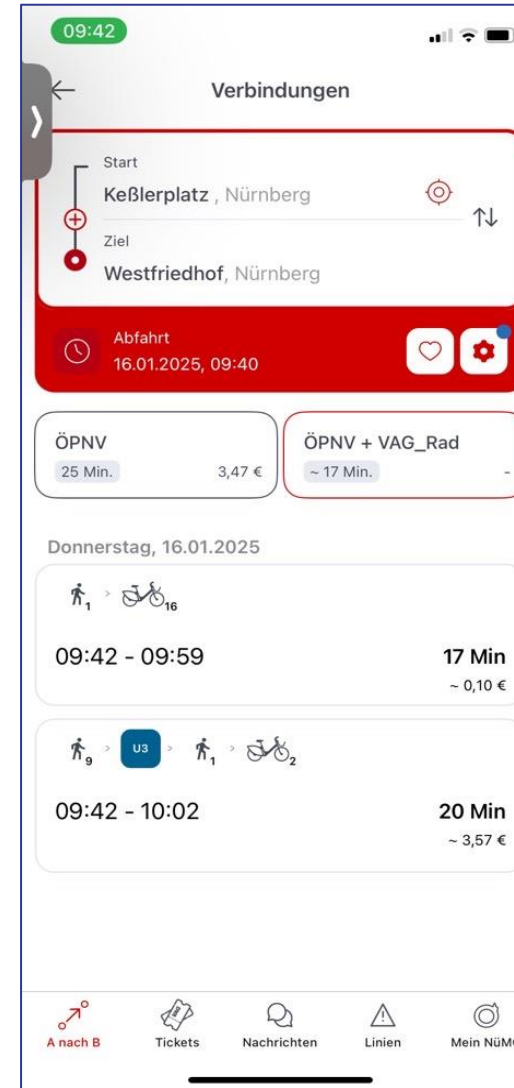 09:42
Verbindungen
Start
Keßlerplatz , Nürnberg
Ziel
Westfriedhof, Nürnberg
Abfahrt
16.01.2025, 09:40
ÖPNV
25 Min. 3,47 €
ÖPNV + VAG_Rad
~ 17 Min. -
Donnerstag, 16.01.2025
1 > 16
09:42 - 09:59 17 Min
~ 0,10 €
9 > U3 > 1 > 2
09:42 - 10:02 20 Min
~ 3,57 €
A nach B Tickets Nachrichten Linien Mein NüM